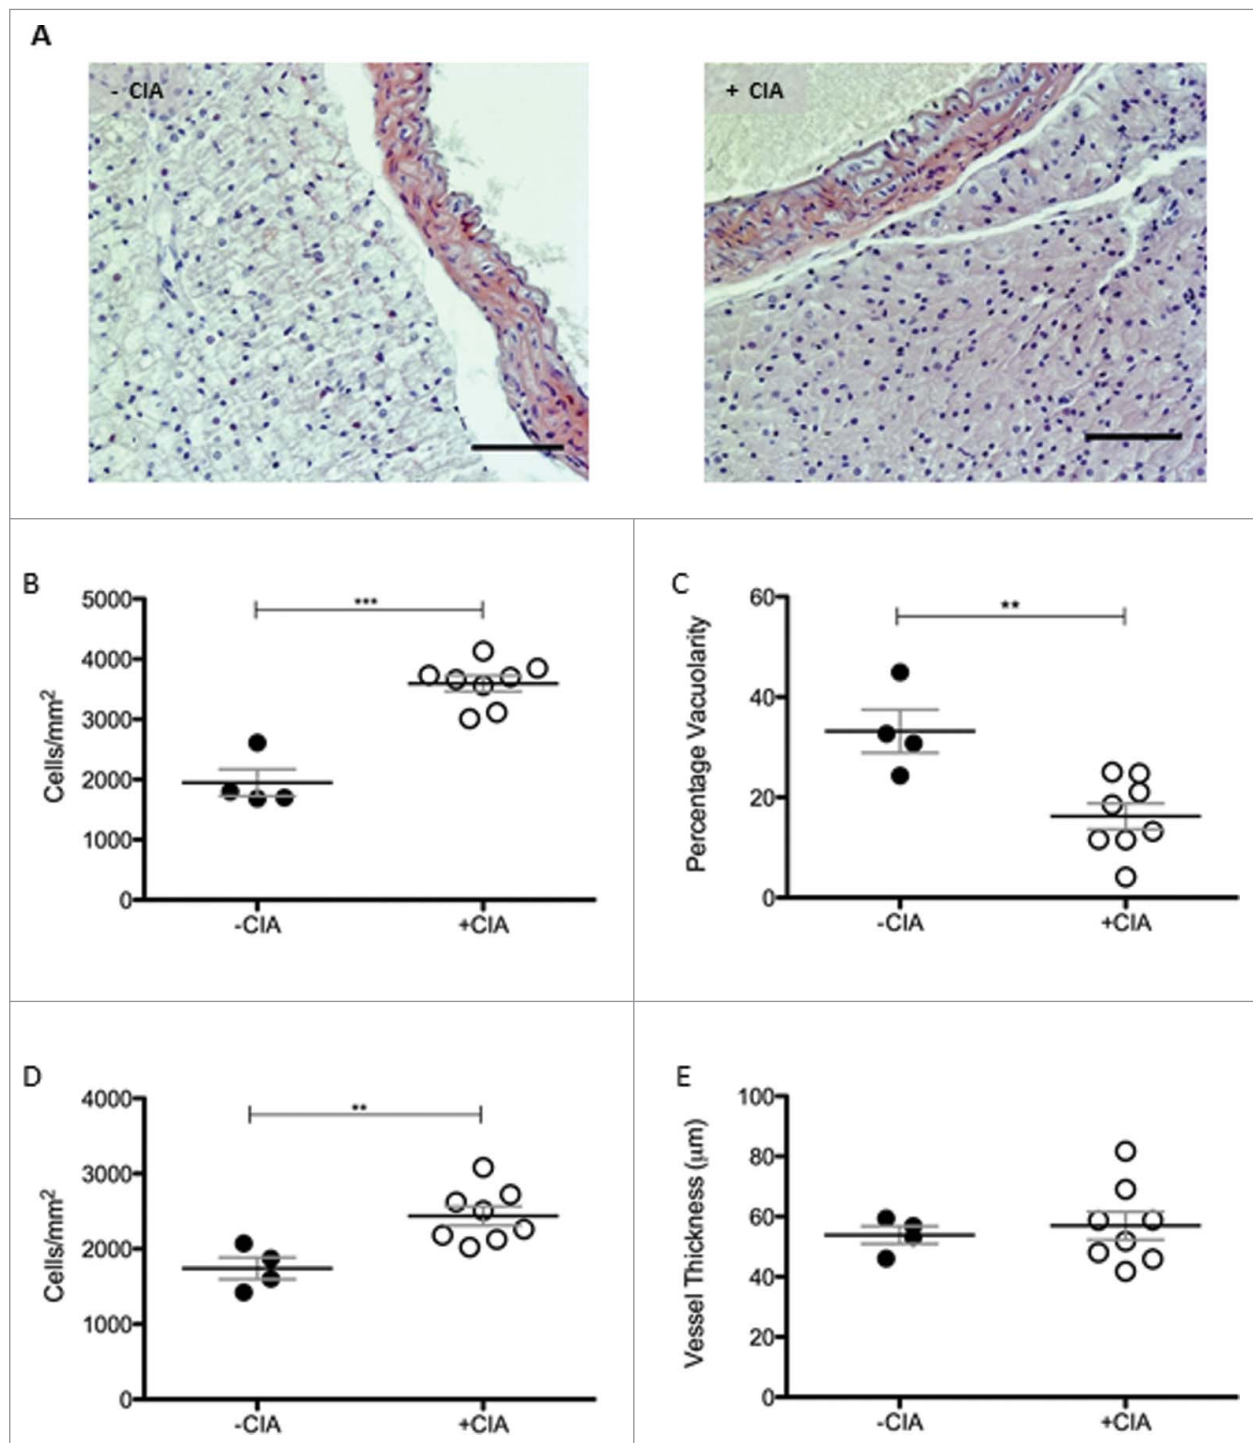 A
- CIA
+ CIA
B
5000
4000
3000
2000
1000
0
Cells/mm²
***
-CIA
+CIA
C
60
40
20
0
Percentage Vacuolarity
**
-CIA
+CIA
D
4000
3000
2000
1000
0
Cells/mm²
**
-CIA
+CIA
E
100
80
60
40
20
0
Vessel Thickness (µm)
-CIA
+CIA